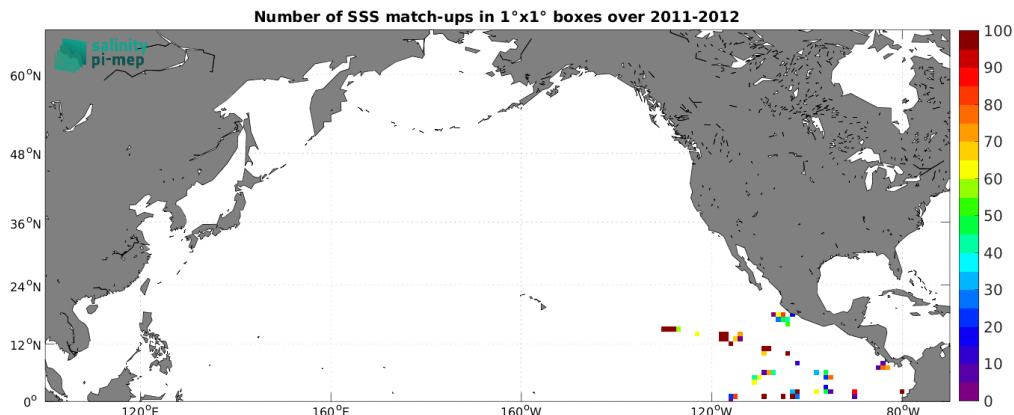 Number of SSS match-ups in 1°x1° boxes over 2011-2012
salinity
pi-mep
60°N
48°N
36°N
24°N
12°N
0°
120°E
160°E
160°W
120°W
80°W
100
90
80
70
60
50
40
30
20
10
0